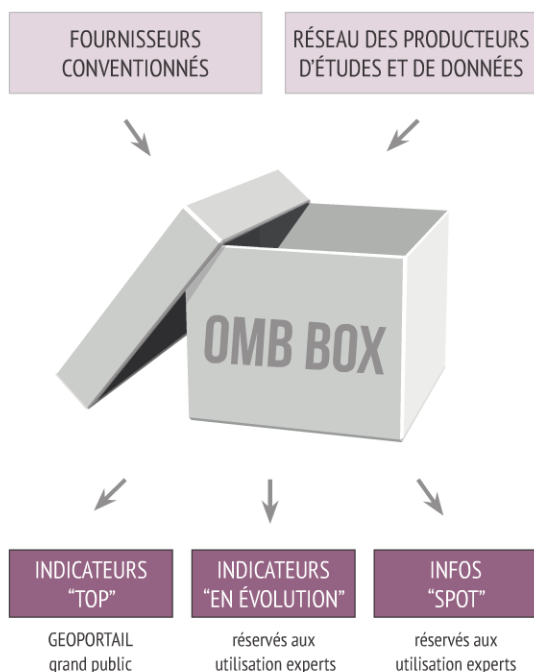 FOURNISSEURS
CONVENTIONNÉS
RÉSEAU DES PRODUCTEURS
D'ÉTUDES ET DE DONNÉES
OMB BOX
INDICATEURS
“TOP”
GEOPORTAIL
grand public
INDICATEURS
“EN ÉVOLUTION”
réservés aux
utilisation experts
INFOS
“SPOT”
réservés aux
utilisation experts